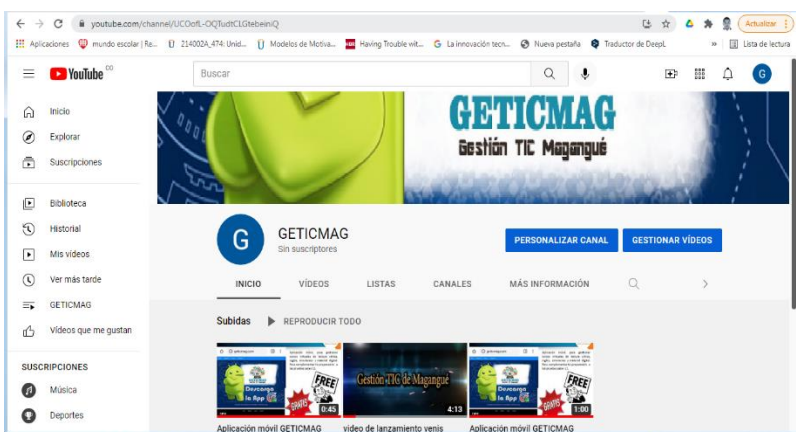 youtube.com/channel/UCOofL-OQTudtCLGtebeiniQ
Actualizar
Aplicaciones
mundo escolar | Re...
214002A_474: Unid...
Modelos de Motiva...
Having Trouble wit...
La innovación tecn...
Nueva pestaña
Traductor de DeepL
»
Lista de lectura
YouTube CO
Buscar
G
Inicio
Explorar
Suscripciones
Biblioteca
Historial
Mis vídeos
Ver más tarde
GETICMAG
Vídeos que me gustan
SUSCRIPCIONES
Música
Deportes
GETICMAG
Gestión TIC Magangué
G
GETICMAG
Sin suscriptores
PERSONALIZAR CANAL
GESTIONAR VÍDEOS
INICIO
VÍDEOS
LISTAS
CANALES
MÁS INFORMACIÓN
Subidas
REPRODUCIR TODO
Descarga
la App
GRATIS
FREE
0:45
Gestión TIC de Magangué
4:13
Descarga
la App
GRATIS
FREE
1:00
Aplicación móvil GETICMAG
video de lanzamiento venis
Aplicación móvil GETICMAG